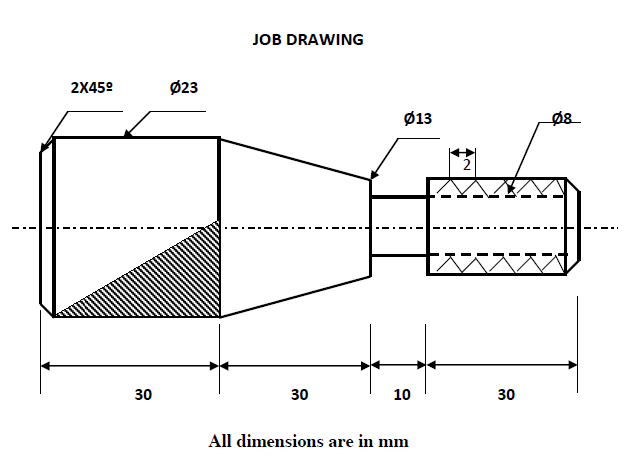 JOB DRAWING
2X45º Ø23
Ø13 Ø8
2
30 30 10 30
All dimensions are in mm